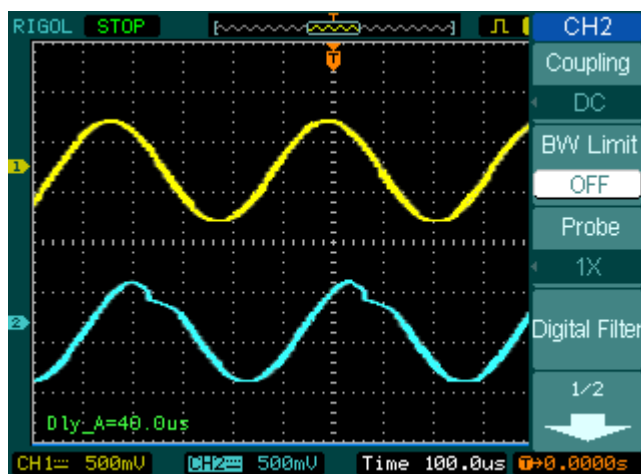 RIGOL STOP
T
T
CH2
Coupling
DC
BW Limit
OFF
Probe
1X
Digital Filter
1/2
1
2
Dly_A=40.0us
CH1 500mV CH2 500mV Time 100.0us T→0.0000s